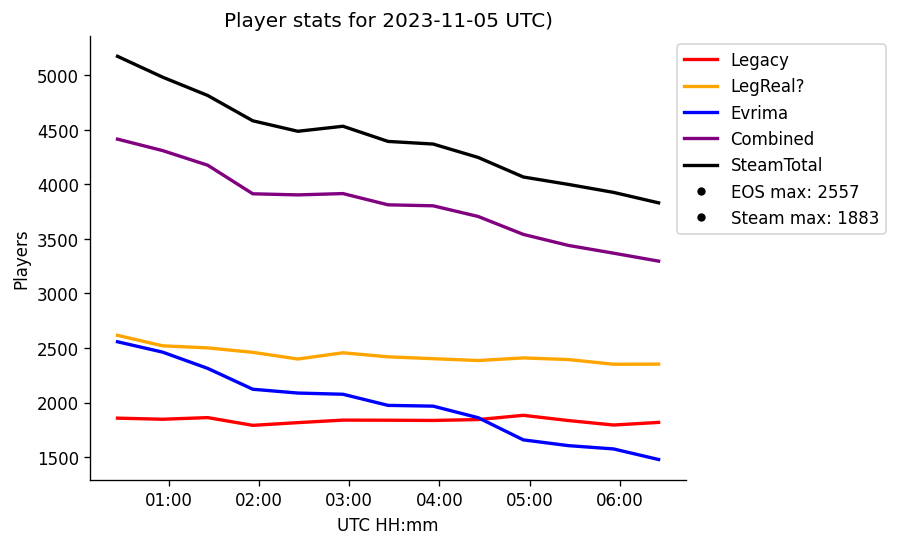 Player stats for 2023-11-05 UTC)
Legacy
LegReal?
Evrima
Combined
SteamTotal
EOS max: 2557
Steam max: 1883
Players
5000
4500
4000
3500
3000
2500
2000
1500
01:00 02:00 03:00 04:00 05:00 06:00
UTC HH:mm